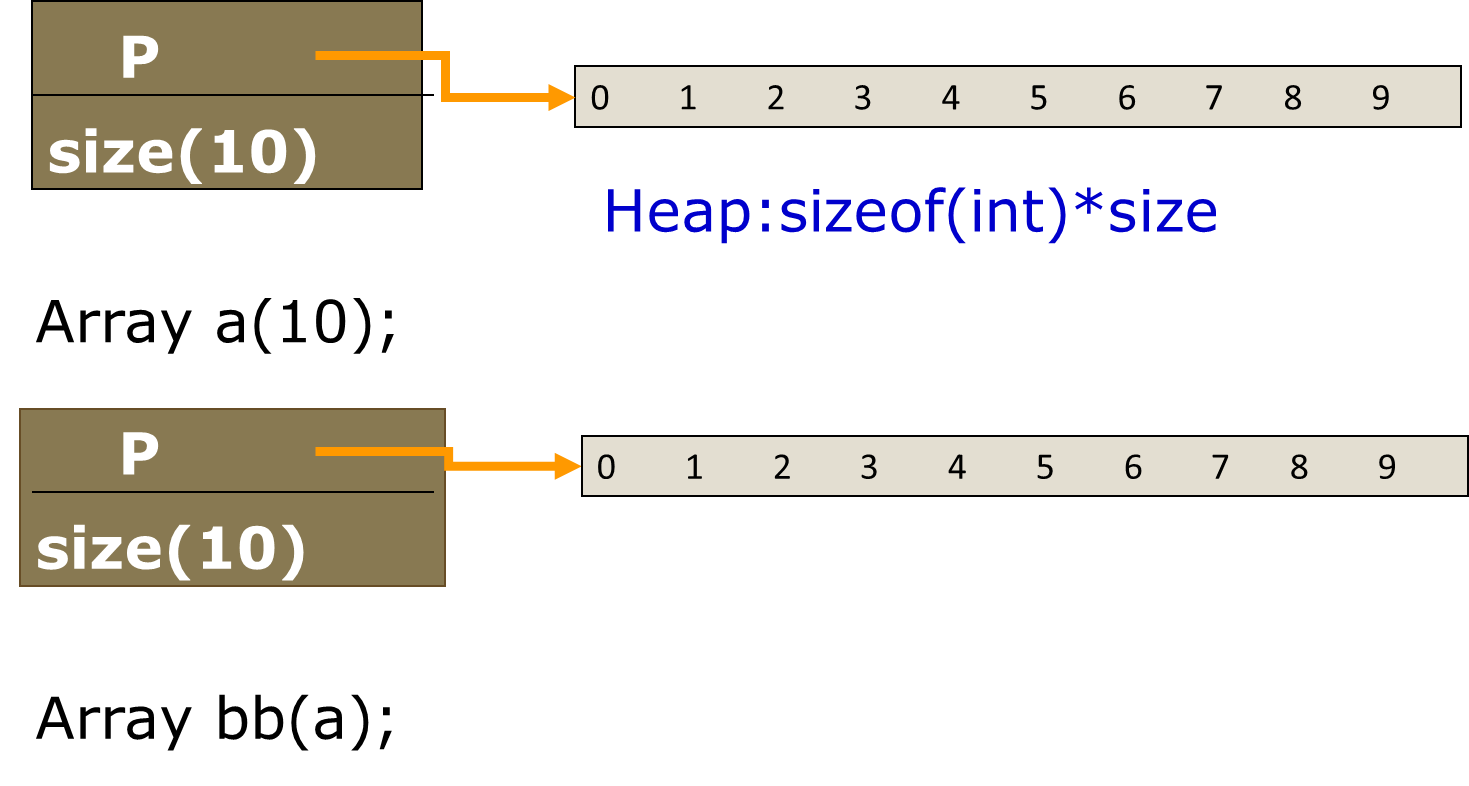 P
0 1 2 3 4 5 6 7 8 9
size(10)
Heap:sizeof(int)*size
Array a(10);
P
0 1 2 3 4 5 6 7 8 9
size(10)
Array bb(a);